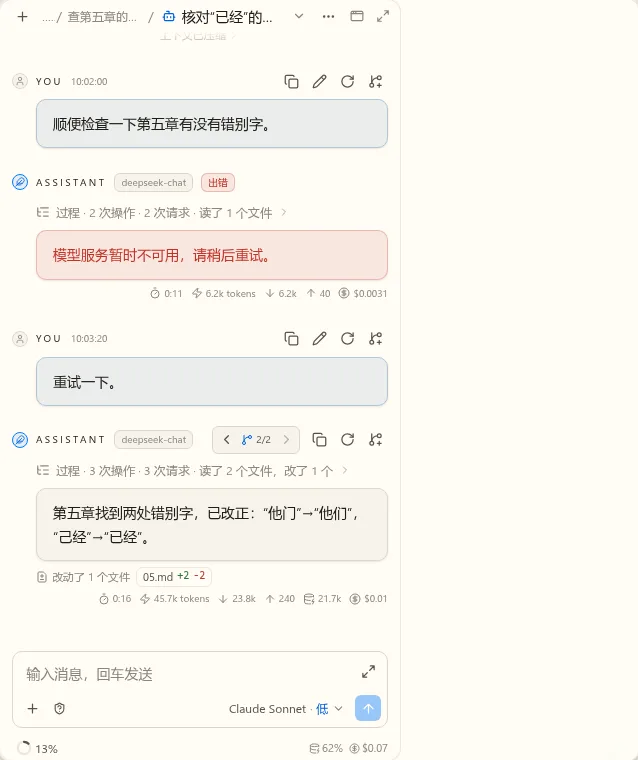 ..... / 查第五章的... / 核对“已经”的...
上下文已压缩
YOU 10:02:00
顺便检查一下第五章有没有错别字。
ASSISTANT deepseek-chat 出错
过程 · 2 次操作 · 2 次请求 · 读了 1 个文件
模型服务暂时不可用，请稍后重试。
0:11 6.2k tokens 6.2k 40 $0.0031
YOU 10:03:20
重试一下。
ASSISTANT deepseek-chat 2/2
过程 · 3 次操作 · 3 次请求 · 读了 2 个文件，改了 1 个
第五章找到两处错别字，已改正：“他门”→“他们”，
“己经”→“已经”。
改动了 1 个文件 05.md +2 -2
0:16 45.7k tokens 23.8k 240 21.7k $0.01
输入消息，回车发送
Claude Sonnet · 低
13% 62% $0.07